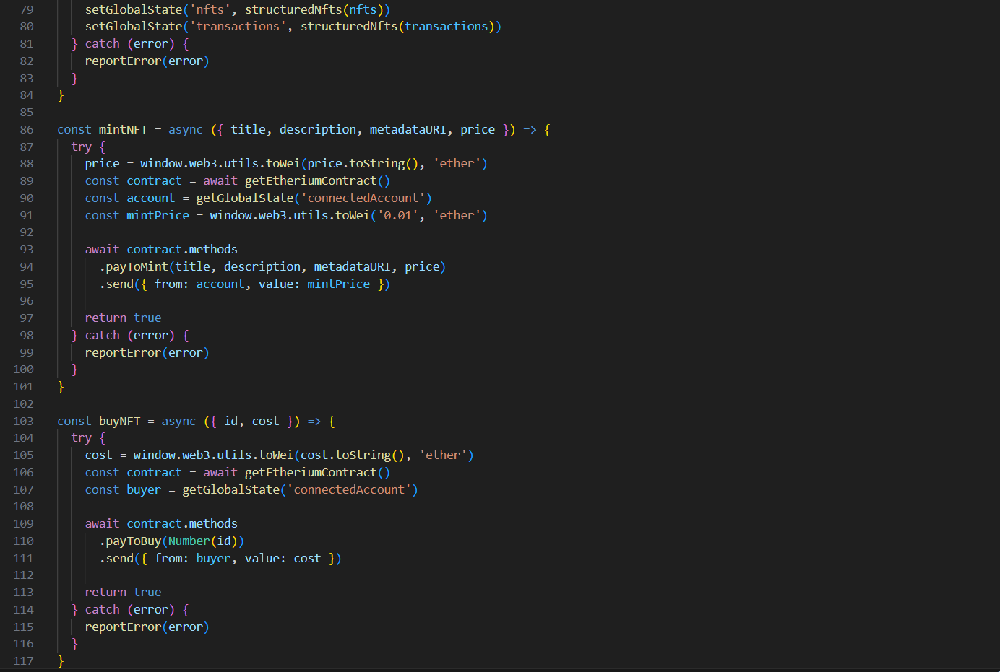 79 setGlobalState('nfts', structuredNfts(nfts))
80 setGlobalState('transactions', structuredNfts(transactions))
81 } catch (error) {
82 reportError(error)
83 }
84 }
85
86 const mintNFT = async ({ title, description, metadataURI, price }) => {
87 try {
88 price = window.web3.utils.toWei(price.toString(), 'ether')
89 const contract = await getEtheriumContract()
90 const account = getGlobalState('connectedAccount')
91 const mintPrice = window.web3.utils.toWei('0.01', 'ether')
92
93 await contract.methods
94 .payToMint(title, description, metadataURI, price)
95 .send({ from: account, value: mintPrice })
96
97 return true
98 } catch (error) {
99 reportError(error)
100 }
101 }
102
103 const buyNFT = async ({ id, cost }) => {
104 try {
105 cost = window.web3.utils.toWei(cost.toString(), 'ether')
106 const contract = await getEtheriumContract()
107 const buyer = getGlobalState('connectedAccount')
108
109 await contract.methods
110 .payToBuy(Number(id))
111 .send({ from: buyer, value: cost })
112
113 return true
114 } catch (error) {
115 reportError(error)
116 }
117 }